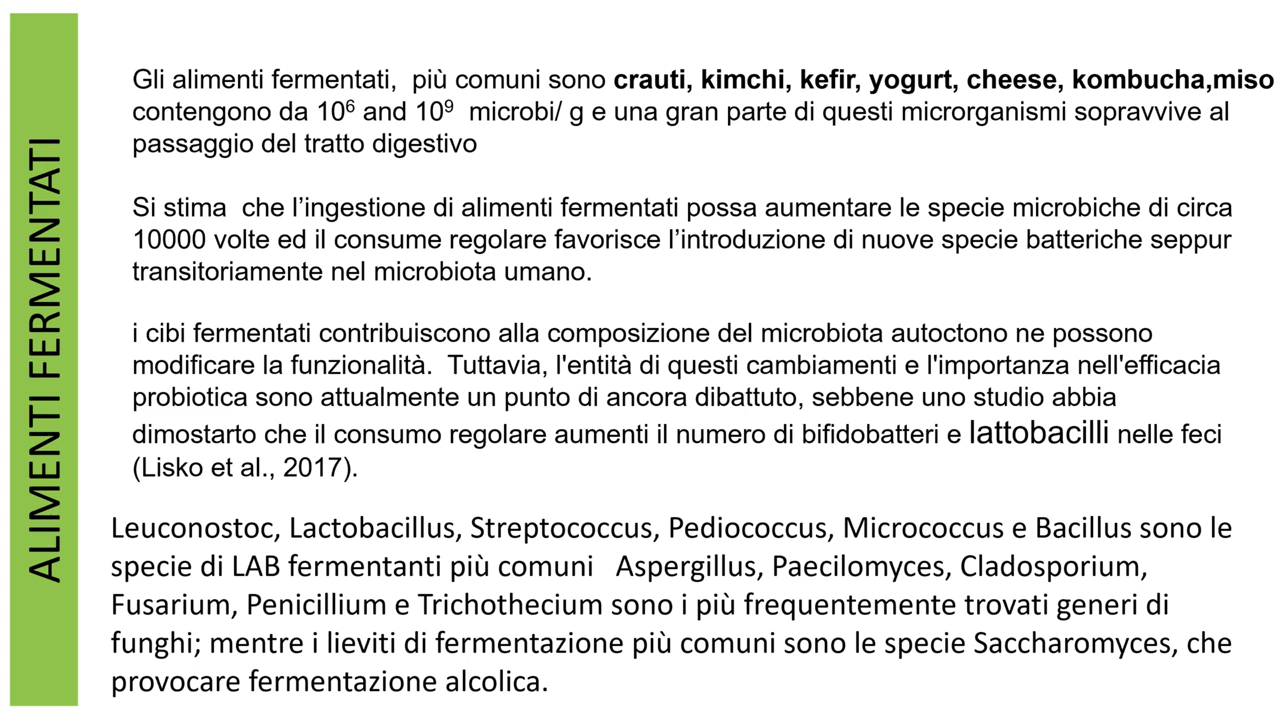 ALIMENTI FERMENTATI
Gli alimenti fermentati,  più comuni sono crauti, kimchi, kefir, yogurt, cheese, kombucha,miso
contengono da 10⁶ and 10⁹  microbi/ g e una gran parte di questi microrganismi sopravvive al
passaggio del tratto digestivo
Si stima  che l’ingestione di alimenti fermentati possa aumentare le specie microbiche di circa
10000 volte ed il consume regolare favorisce l’introduzione di nuove specie batteriche seppur
transitoriamente nel microbiota umano.
i cibi fermentati contribuiscono alla composizione del microbiota autoctono ne possono
modificare la funzionalità.  Tuttavia, l'entità di questi cambiamenti e l'importanza nell'efficacia
probiotica sono attualmente un punto di ancora dibattuto, sebbene uno studio abbia
dimostarto che il consumo regolare aumenti il numero di bifidobatteri e lattobacilli nelle feci
(Lisko et al., 2017).
Leuconostoc, Lactobacillus, Streptococcus, Pediococcus, Micrococcus e Bacillus sono le
specie di LAB fermentanti più comuni   Aspergillus, Paecilomyces, Cladosporium,
Fusarium, Penicillium e Trichothecium sono i più frequentemente trovati generi di
funghi; mentre i lieviti di fermentazione più comuni sono le specie Saccharomyces, che
provocare fermentazione alcolica.